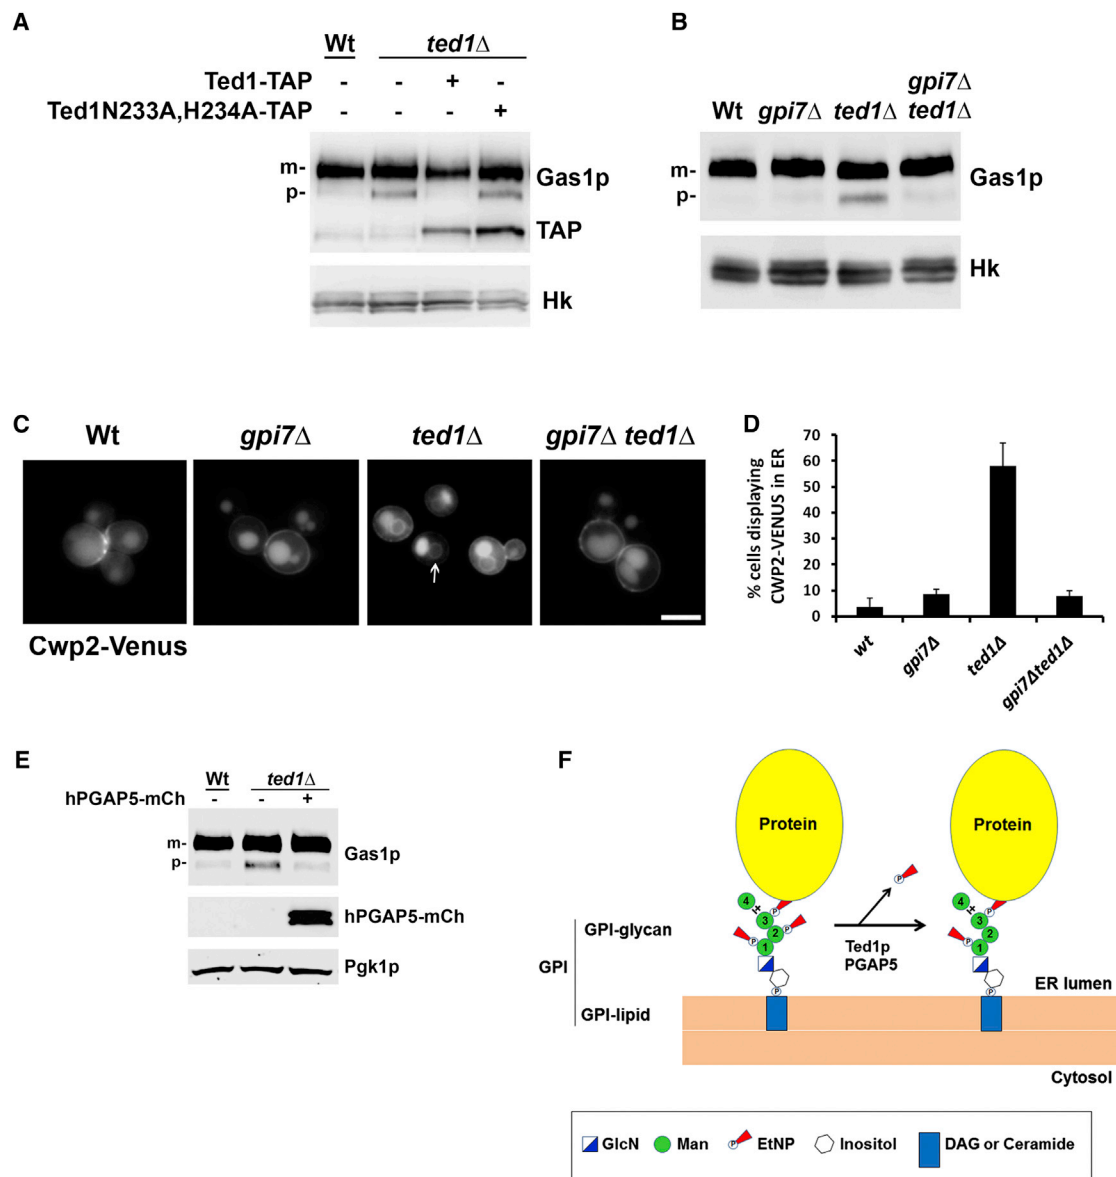 A
Wt
ted1Δ
Ted1-TAP - - + -
Ted1N233A,H234A-TAP - - - +
m-
p-
Gas1p
TAP
Hk
B
gpi7Δ
Wt gpi7Δ ted1Δ ted1Δ
m-
p-
Gas1p
Hk
C
Wt
gpi7Δ
ted1Δ
gpi7Δ ted1Δ
Cwp2-Venus
D
% cells displaying
CWP2-VENUS in ER
70
60
50
40
30
20
10
0
wt
gpi7Δ
ted1Δ
gpi7Δted1Δ
E
Wt
ted1Δ
hPGAP5-mCh - - +
m-
p-
Gas1p
hPGAP5-mCh
Pgk1p
F
Protein
Protein
P
4
3
P
2
P
P
1
P
4
3
P
2
P
1
P
Ted1p
PGAP5
GPI-glycan
GPI
GPI-lipid
ER lumen
Cytosol
GlcN
Man
P
EtNP
Inositol
DAG or Ceramide